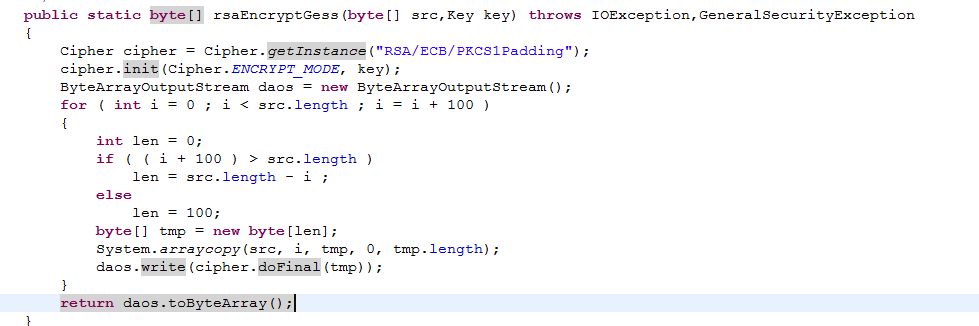 public static byte[] rsaEncryptGess(byte[] src,Key key) throws IOException,GeneralSecurityException
{
Cipher cipher = Cipher.getInstance("RSA/ECB/PKCS1Padding");
cipher.init(Cipher.ENCRYPT_MODE, key);
ByteArrayOutputStream daos = new ByteArrayOutputStream();
for ( int i = 0 ; i < src.length ; i = i + 100 )
{
int len = 0;
if ( ( i + 100 ) > src.length )
len = src.length - i ;
else
len = 100;
byte[] tmp = new byte[len];
System.arraycopy(src, i, tmp, 0, tmp.length);
daos.write(cipher.doFinal(tmp));
}
return daos.toByteArray();
}